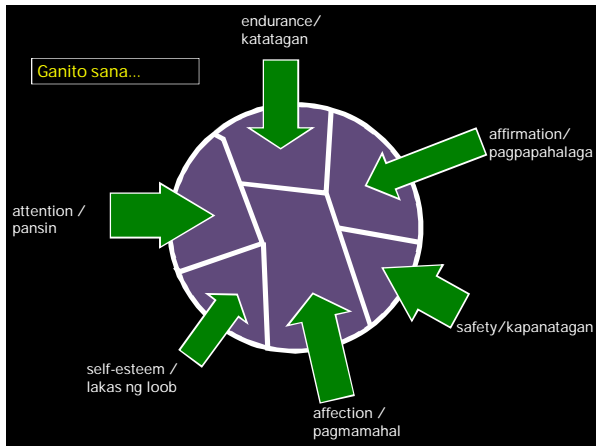 endurance/
katatagan
Ganito sana...
affirmation/
pagpapahalaga
attention /
pansin
safety/kapanatagan
self-esteem /
lakas ng loob
affection /
pagmamahal